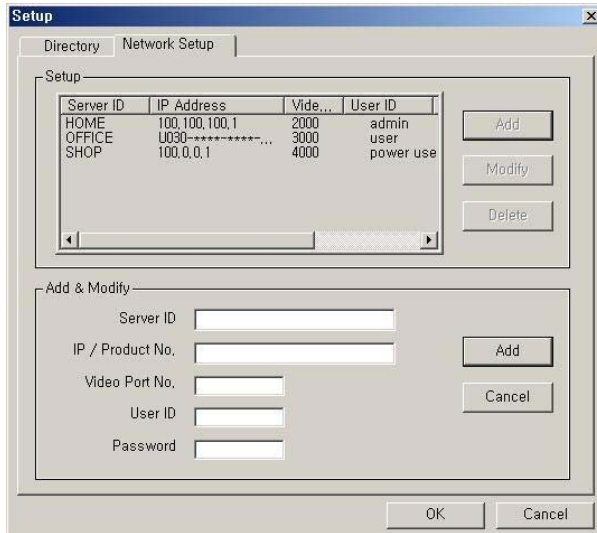 Setup
Directory Network Setup
Setup
Server ID IP Address Vide... User ID
HOME 100.100.100.1 2000 admin
OFFICE U030-****-****-... 3000 user
SHOP 100.0.0.1 4000 power use
Add
Modify
Delete
Add & Modify
Server ID
IP / Product No.
Video Port No.
User ID
Password
Add
Cancel
OK Cancel